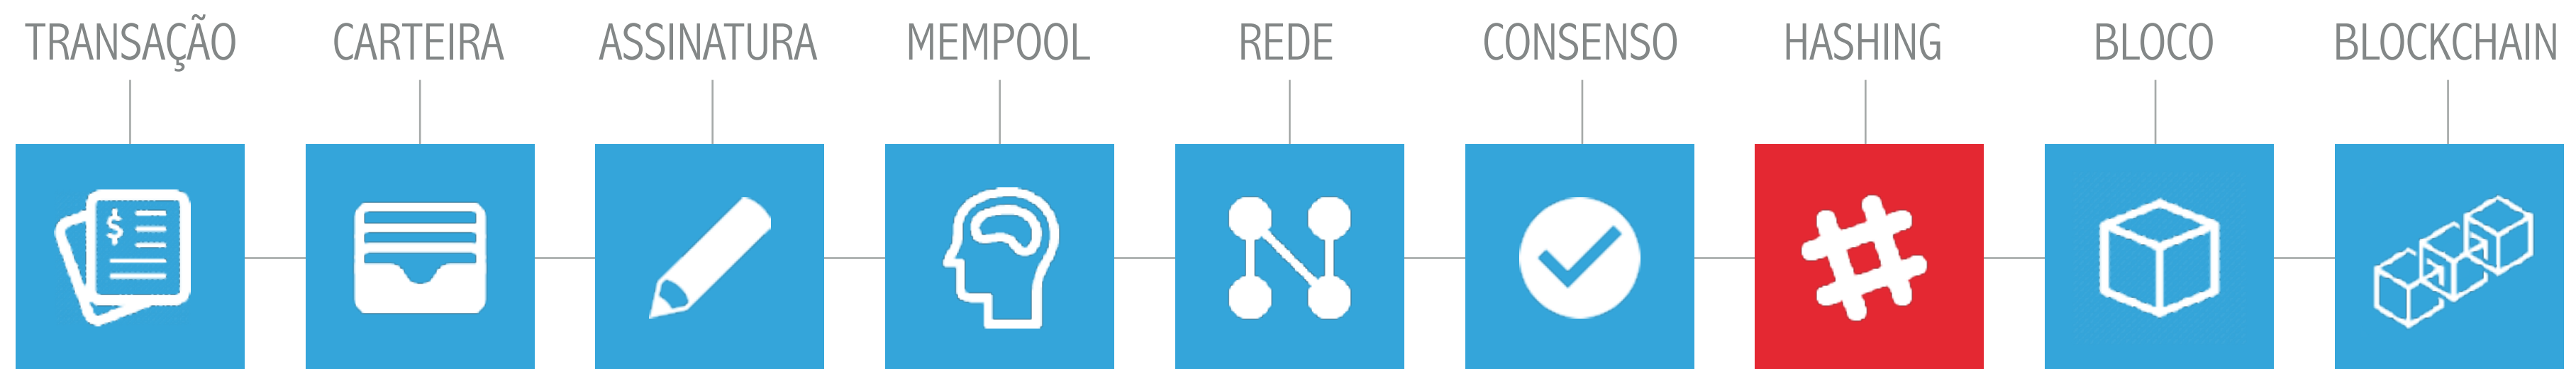 TRANSAÇÃO
CARTEIRA
ASSINATURA
MEMPOOL
REDE
CONSENSO
HASHING
BLOCO
BLOCKCHAIN
$
#